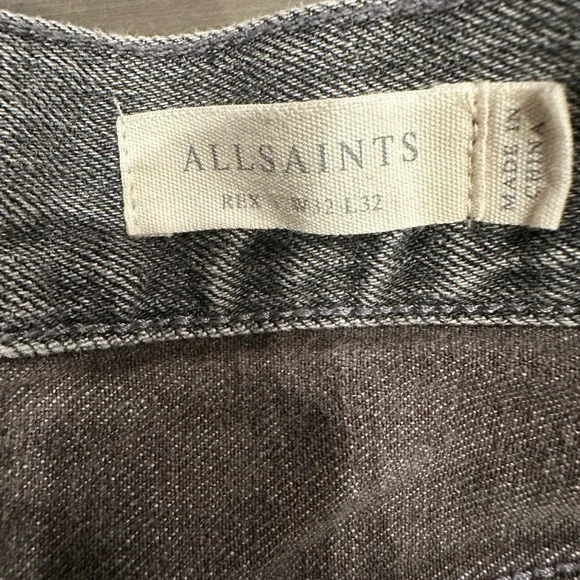 ALLSAINTS
REX W32 L32
MADE IN
CHINA